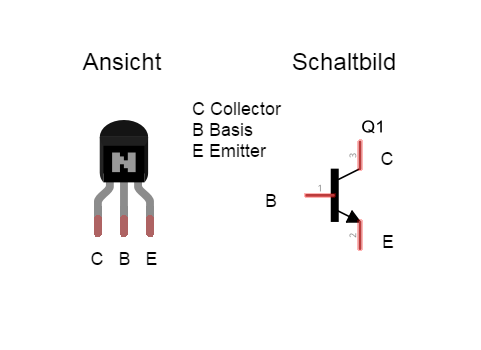 Ansicht
Schaltbild
C Collector
B Basis
E Emitter
Q1
3
C
N
1
B
2
E
C B E